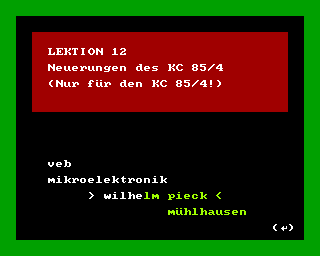 LEKTION 12
Neuerungen des KC 85/4
(Nur für den KC 85/4!)
veb
mikroelektronik
> wilhelm pieck <
mühlhausen
(↵)